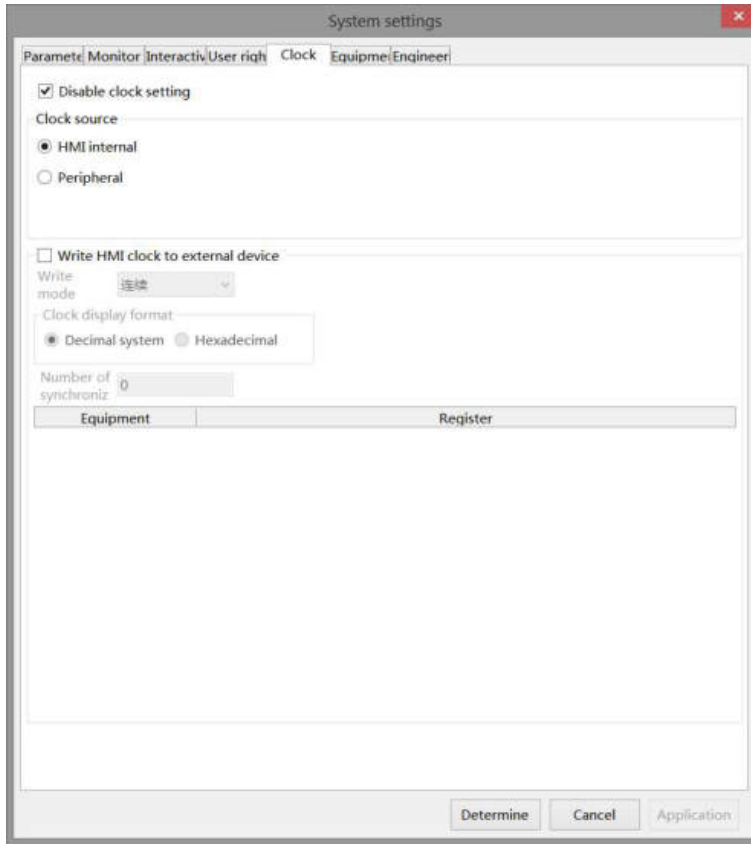 System settings
Paramete Monitor Interactiv User righ Clock Equipme Engineer
Disable clock setting
Clock source
HMI internal
Peripheral
Write HMI clock to external device
Write
mode
连续
Clock display format
Decimal system Hexadecimal
Number of
synchroniz
0
Equipment Register
Determine Cancel Application